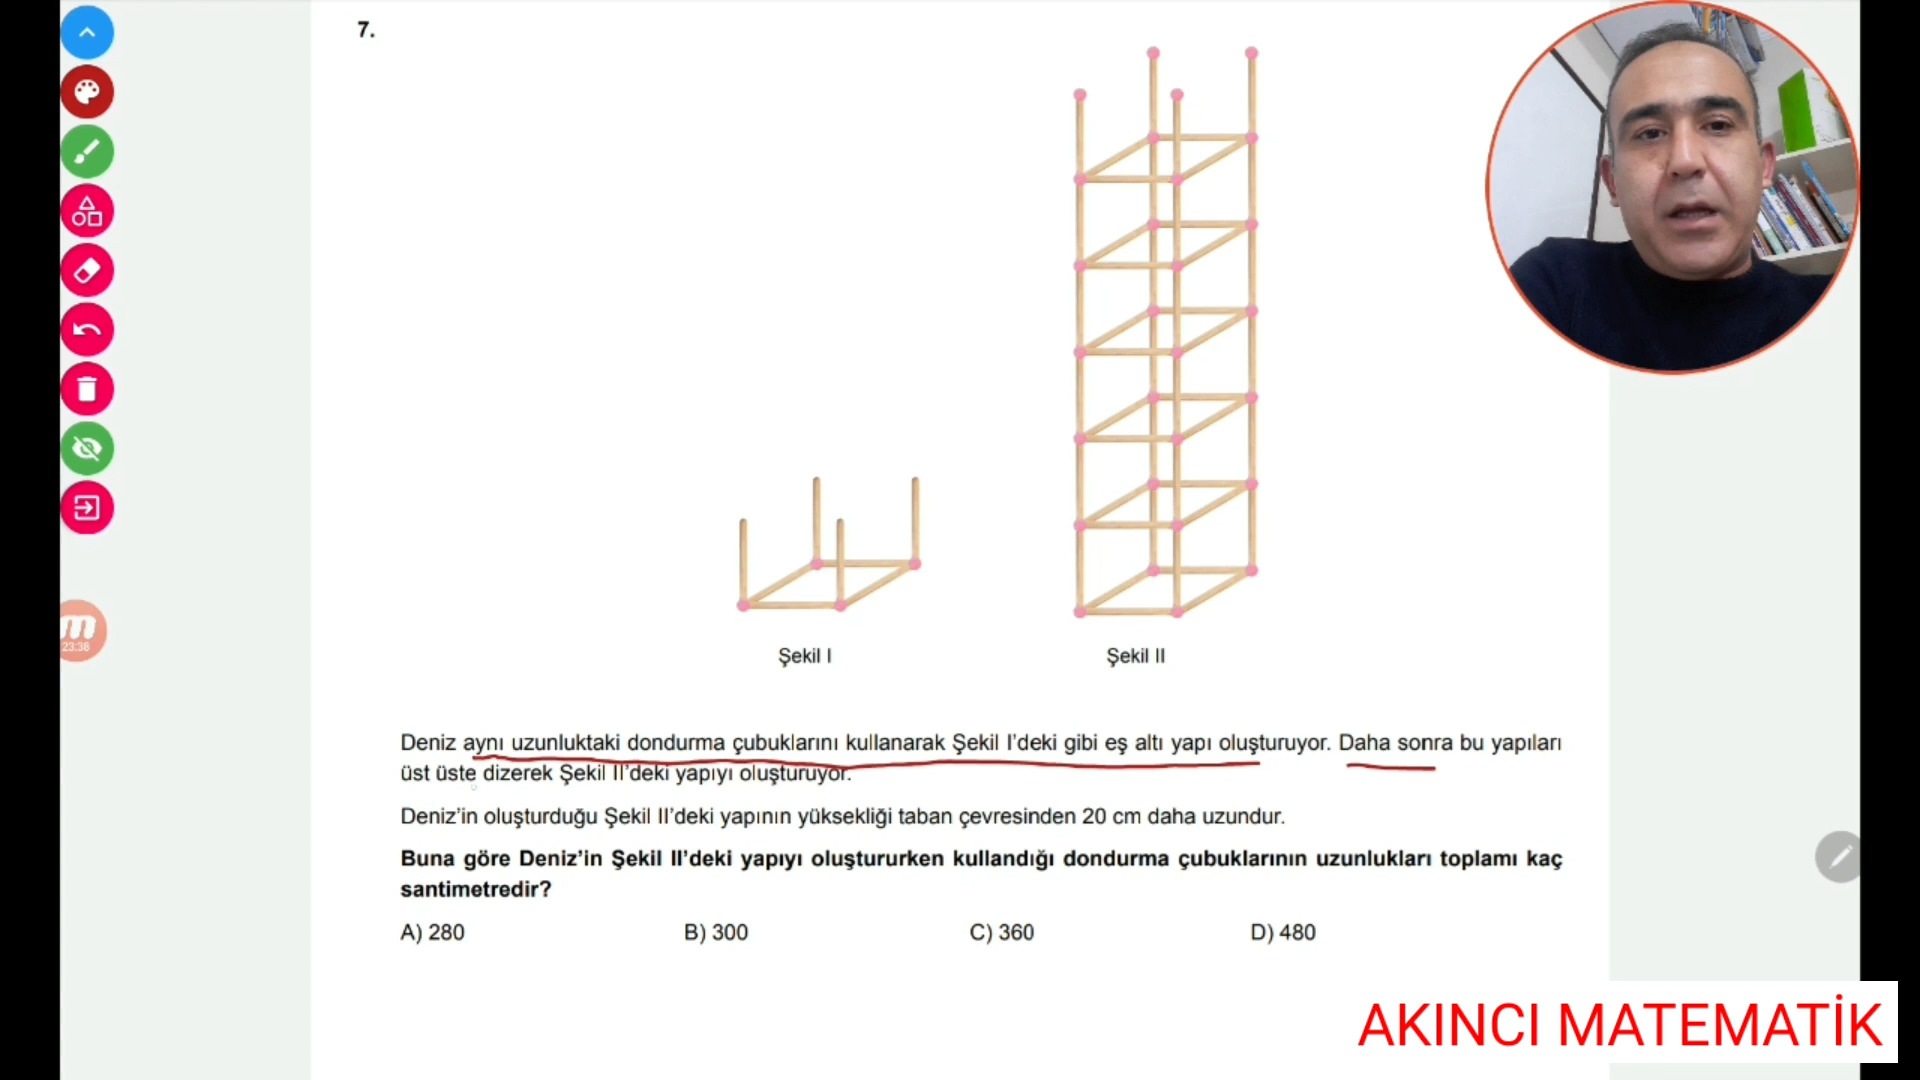 7.
Şekil I
Şekil II
Deniz aynı uzunluktaki dondurma çubuklarını kullanarak Şekil I'deki gibi eş altı yapı oluşturuyor. Daha sonra bu yapıları
üst üste dizerek Şekil II'deki yapıyı oluşturuyor.
Deniz'in oluşturduğu Şekil II'deki yapının yüksekliği taban çevresinden 20 cm daha uzundur.
Buna göre Deniz'in Şekil II'deki yapıyı oluştururken kullandığı dondurma çubuklarının uzunlukları toplamı kaç
santimetredir?
A) 280 B) 300 C) 360 D) 480
m
23:38
AKINCI MATEMATİK